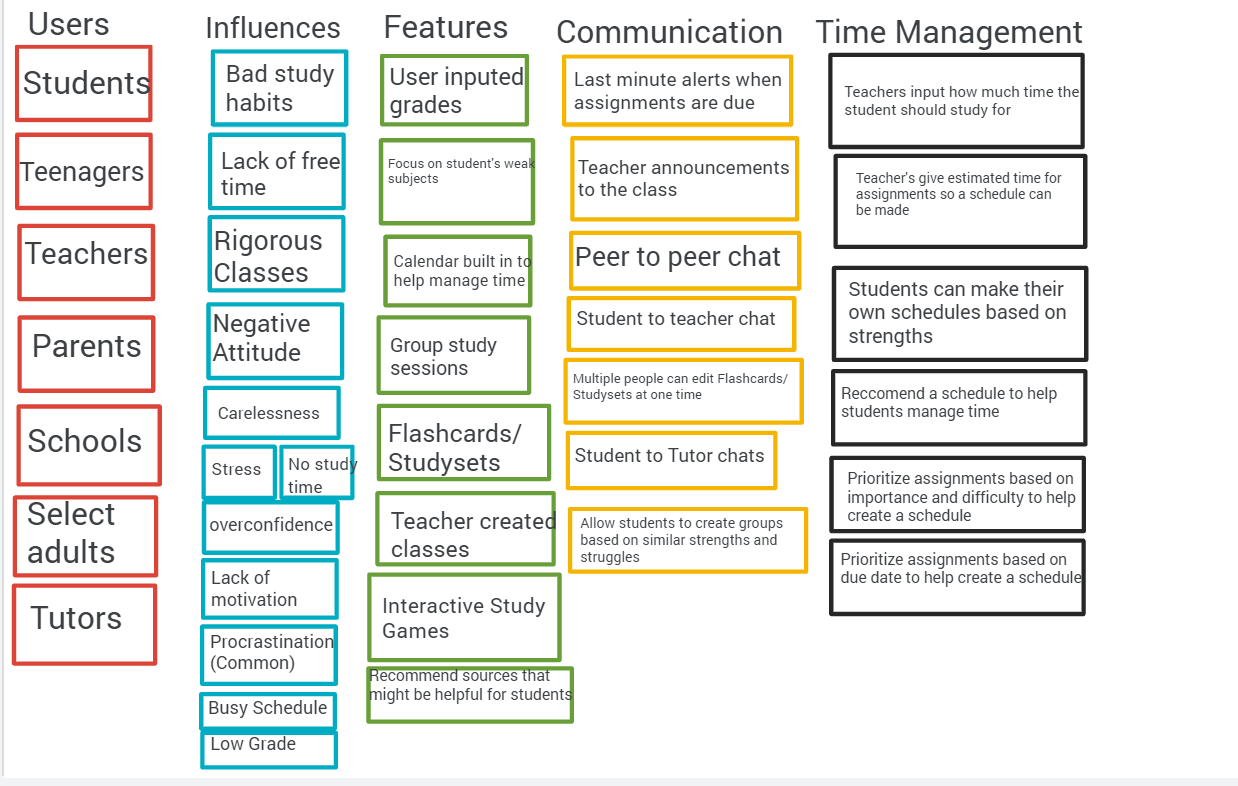 Users
Students
Teenagers
Teachers
Parents
Schools
Select
adults
Tutors
Influences
Bad study
habits
Lack of free
time
Rigorous
Classes
Negative
Attitude
Carelessness
Stress
No study
time
overconfidence
Lack of
motivation
Procrastination
(Common)
Busy Schedule
Low Grade
Features
User inputed
grades
Focus on student's weak
subjects
Calendar built in to
help manage time
Group study
sessions
Flashcards/
Studysets
Teacher created
classes
Interactive Study
Games
Recommend sources that
might be helpful for students
Communication
Last minute alerts when
assignments are due
Teacher announcements
to the class
Peer to peer chat
Student to teacher chat
Multiple people can edit Flashcards/
Studysets at one time
Student to Tutor chats
Allow students to create groups
based on similar strengths and
struggles
Time Management
Teachers input how much time the
student should study for
Teacher's give estimated time for
assignments so a schedule can
be made
Students can make their
own schedules based on
strengths
Reccomend a schedule to help
students manage time
Prioritize assignments based on
importance and difficulty to help
create a schedule
Prioritize assignments based on
due date to help create a schedule